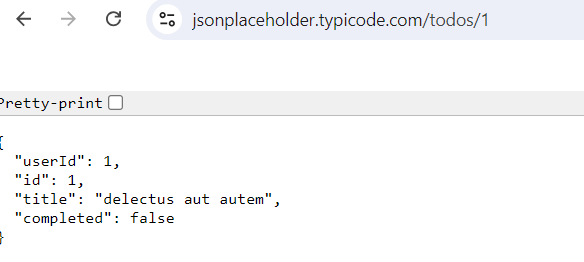 jsonplaceholder.typicode.com/todos/1
Pretty-print
{
"userId": 1,
"id": 1,
"title": "delectus aut autem",
"completed": false
}